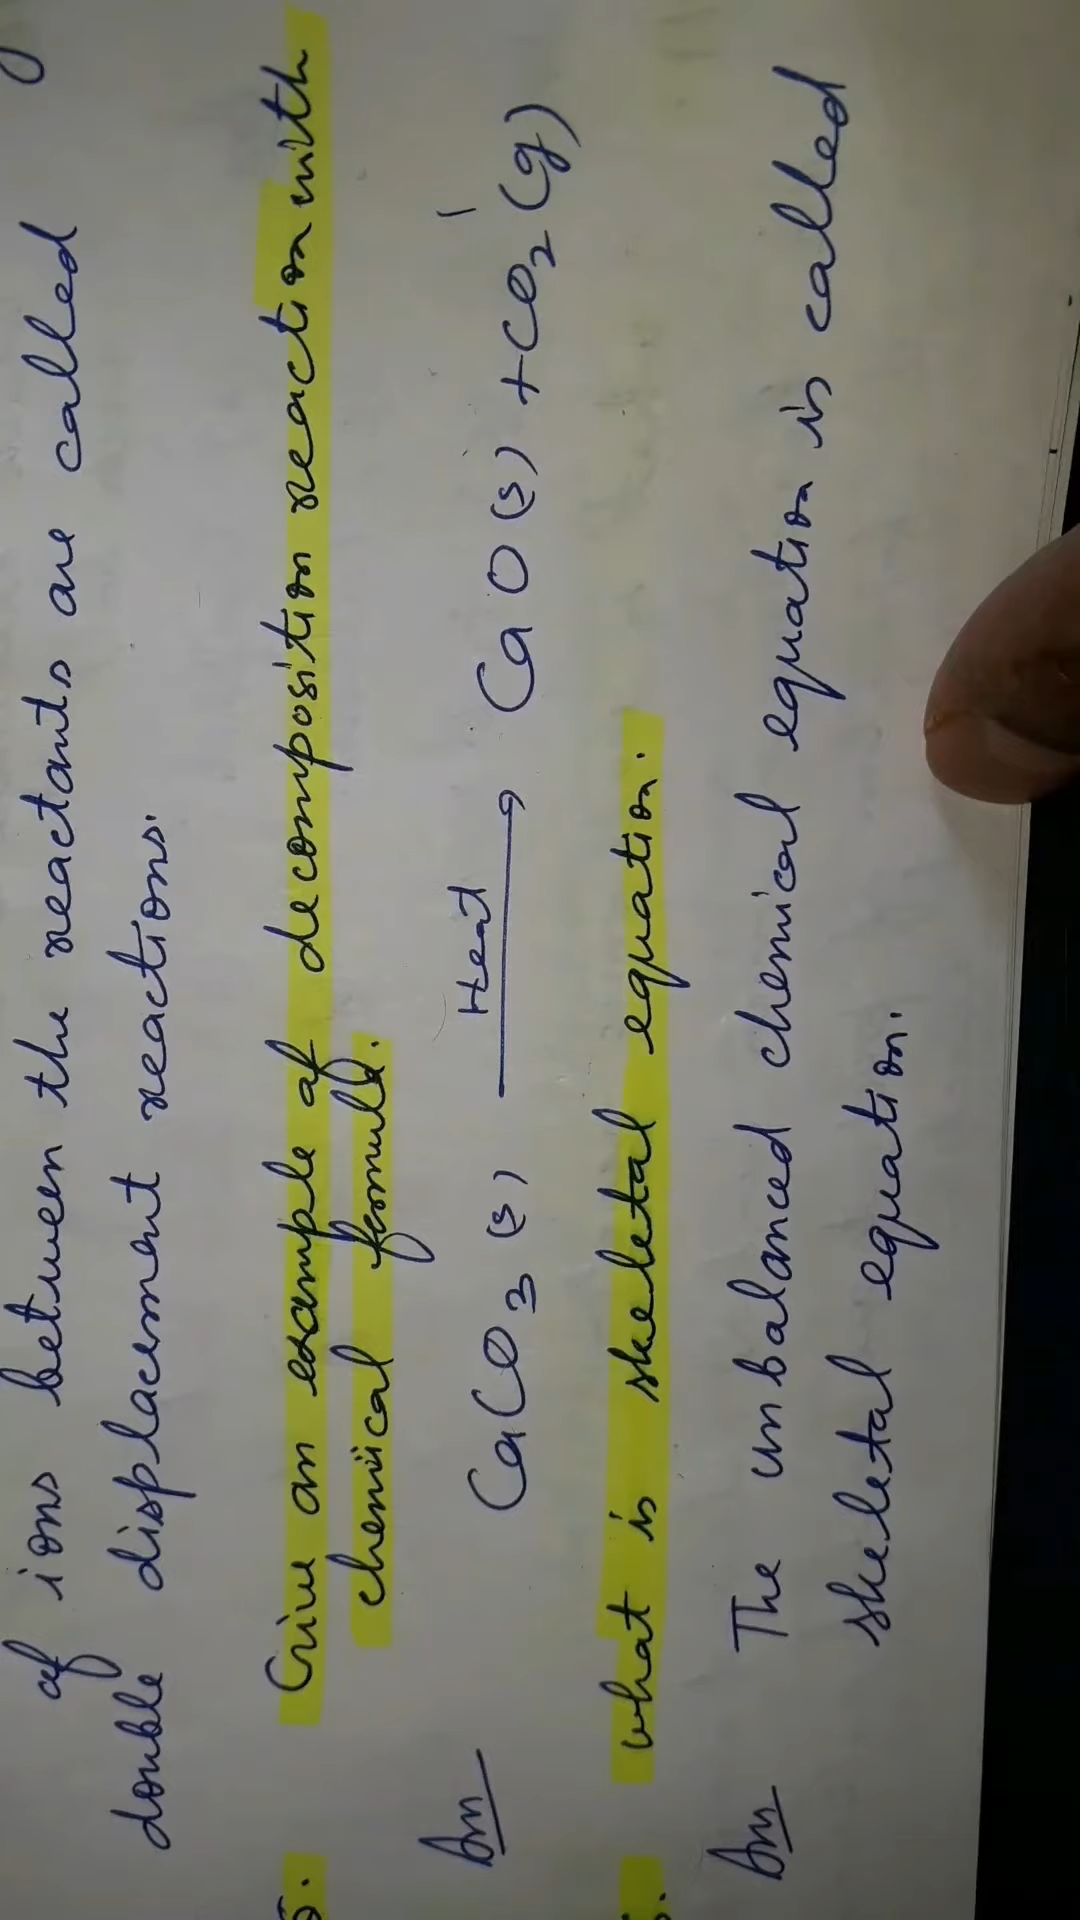 of ions between the reactants are called
double displacement reactions.
Give an example of decomposition reaction with
chemical formula.
Ans CaCO3 (s) Heat → CaO (s) + CO2 (g)
what is skeletal equation.
Ans The unbalanced chemical equation is called
skeletal equation.